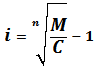 i = ⁿ√(M/C) − 1